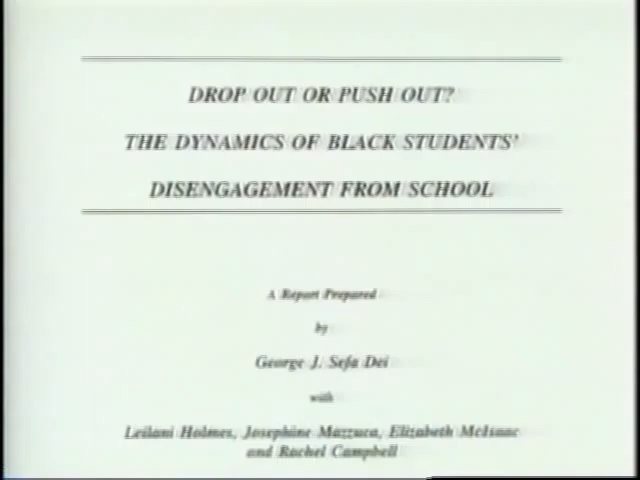 DROP OUT OR PUSH OUT?
THE DYNAMICS OF BLACK STUDENTS'
DISENGAGEMENT FROM SCHOOL
A Report Prepared
by
George J. Sefa Dei
with
Leilani Holmes, Josephine Mazzuca, Elizabeth McIsaac
and Rachel Campbell